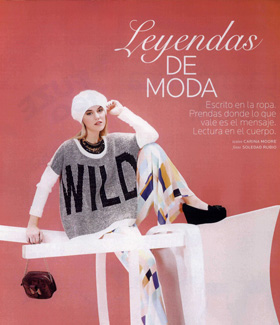 Leyendas
DE
MODA
Escrito en la ropa.
Prendas donde lo que
vale es el mensaje.
Lectura en el cuerpo.
WILD